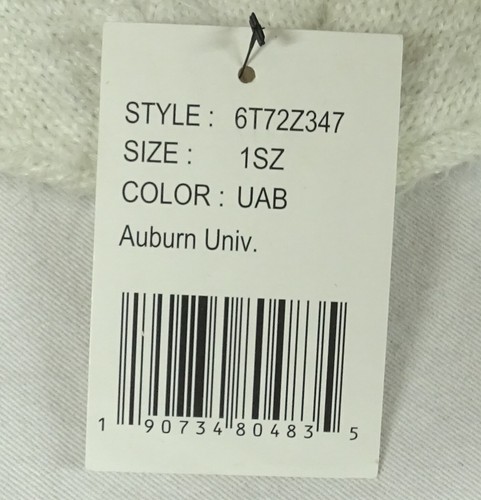 STYLE : 6T72Z347
SIZE : 1SZ
COLOR : UAB
Auburn Univ.
1 90734 80483 5